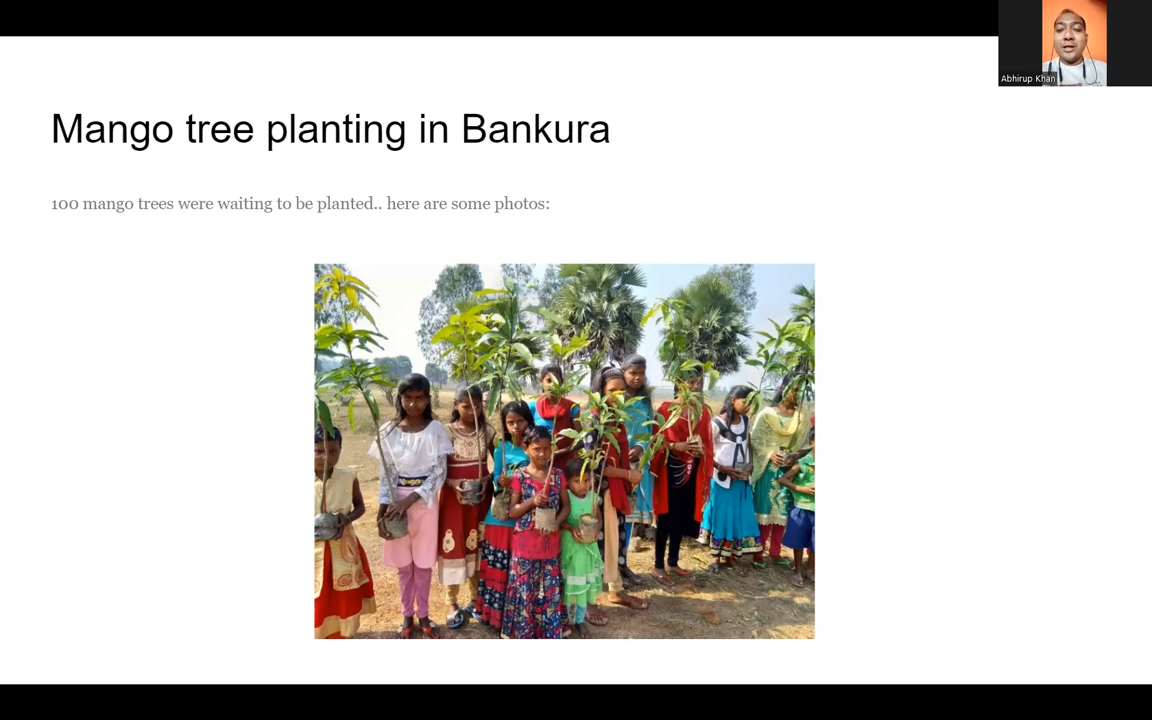 Abhirup Khan
Mango tree planting in Bankura
100 mango trees were waiting to be planted.. here are some photos: